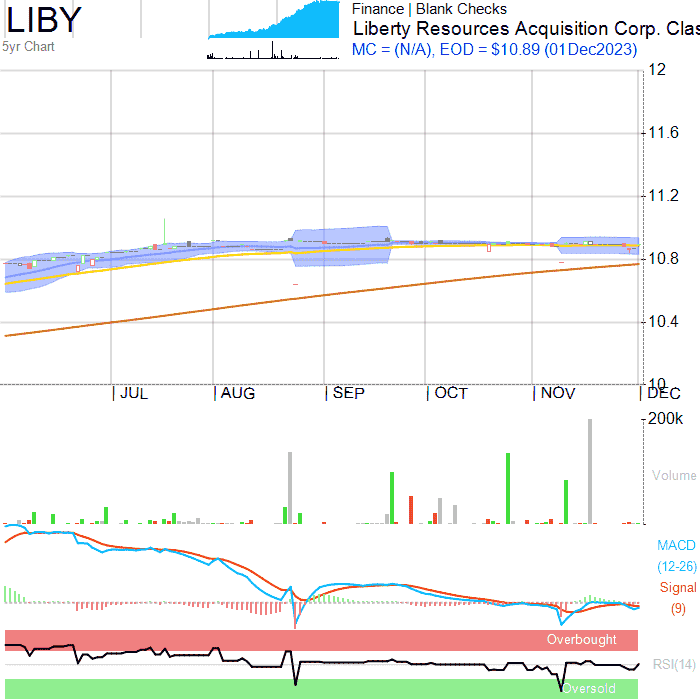 LIBY
Finance | Blank Checks
5yr Chart
Liberty Resources Acquisition Corp. Clas
MC = (N/A), EOD = $10.89 (01Dec2023)
12
11.6
11.2
10.8
10.4
10
JUL AUG SEP OCT NOV DEC
200k
Volume
MACD
(12-26)
Signal
(9)
Overbought
RSI(14)
Oversold